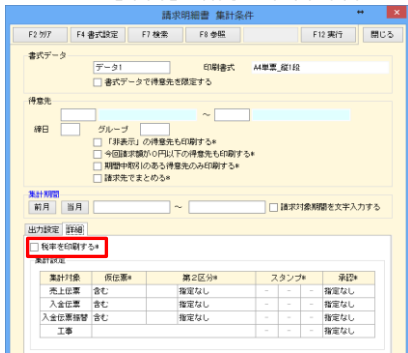 請求明細書 集計条件
F2 ｸﾘｱ F4 書式設定 F7 検索 F8 参照 F12 実行 閉じる
書式データ
データ1 印刷書式 A4単票_縦1段
書式データで得意先を限定する
得意先
～
締日 グループ
「非表示」の得意先も印刷する*
今回請求額が0円以下の得意先も印刷する*
期間中取引のある得意先のみ印刷する*
請求先でまとめる*
集計期間
前月 当月 ～ 請求対象期間を文字入力する
出力設定 詳細
税率を印刷する*
集計設定
集計対象 仮伝票* 第2区分* スタンプ* 承認*
売上伝票 含む 指定なし - - - 指定なし
入金伝票 含む 指定なし - - - 指定なし
入金伝票振替 含む 指定なし - - - 指定なし
工事 - - - 指定なし